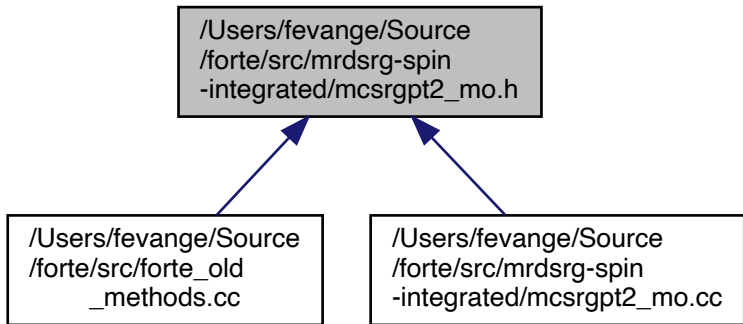 /Users/fevange/Source
/forte/src/mrdsrg-spin
-integrated/mcsrgpt2_mo.h
/Users/fevange/Source
/forte/src/forte_old
_methods.cc
/Users/fevange/Source
/forte/src/mrdsrg-spin
-integrated/mcsrgpt2_mo.cc